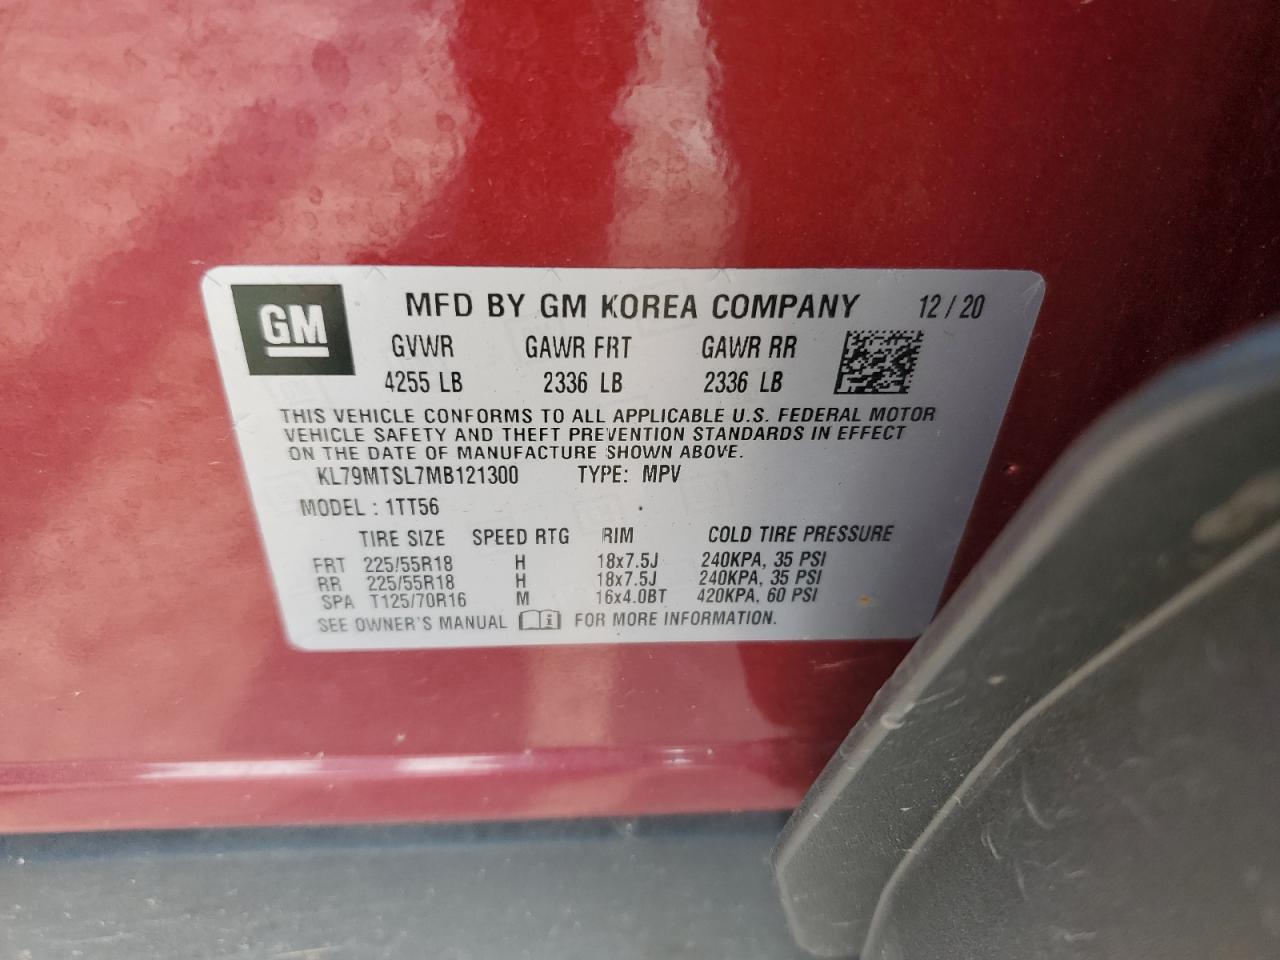 GM MFD BY GM KOREA COMPANY 12/20
GVWR GAWR FRT GAWR RR
4255 LB 2336 LB 2336 LB
THIS VEHICLE CONFORMS TO ALL APPLICABLE U.S. FEDERAL MOTOR
VEHICLE SAFETY AND THEFT PREVENTION STANDARDS IN EFFECT
ON THE DATE OF MANUFACTURE SHOWN ABOVE.
KL79MTSL7MB121300 TYPE: MPV
MODEL : 1TT56
TIRE SIZE SPEED RTG RIM COLD TIRE PRESSURE
FRT 225/55R18 H 18x7.5J 240KPA, 35 PSI
RR 225/55R18 H 18x7.5J 240KPA, 35 PSI
SPA T125/70R16 M 16x4.0BT 420KPA, 60 PSI
SEE OWNER'S MANUAL i FOR MORE INFORMATION.